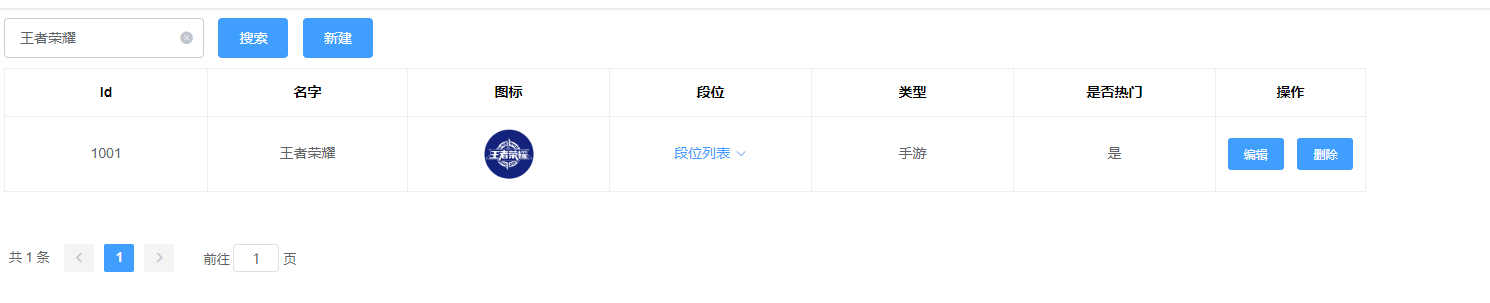 王者荣耀 搜索 新建
Id 名字 图标 段位 类型 是否热门 操作
1001 王者荣耀 王者荣耀 段位列表 手游 是 编辑 删除
共 1 条 1 前往 1 页